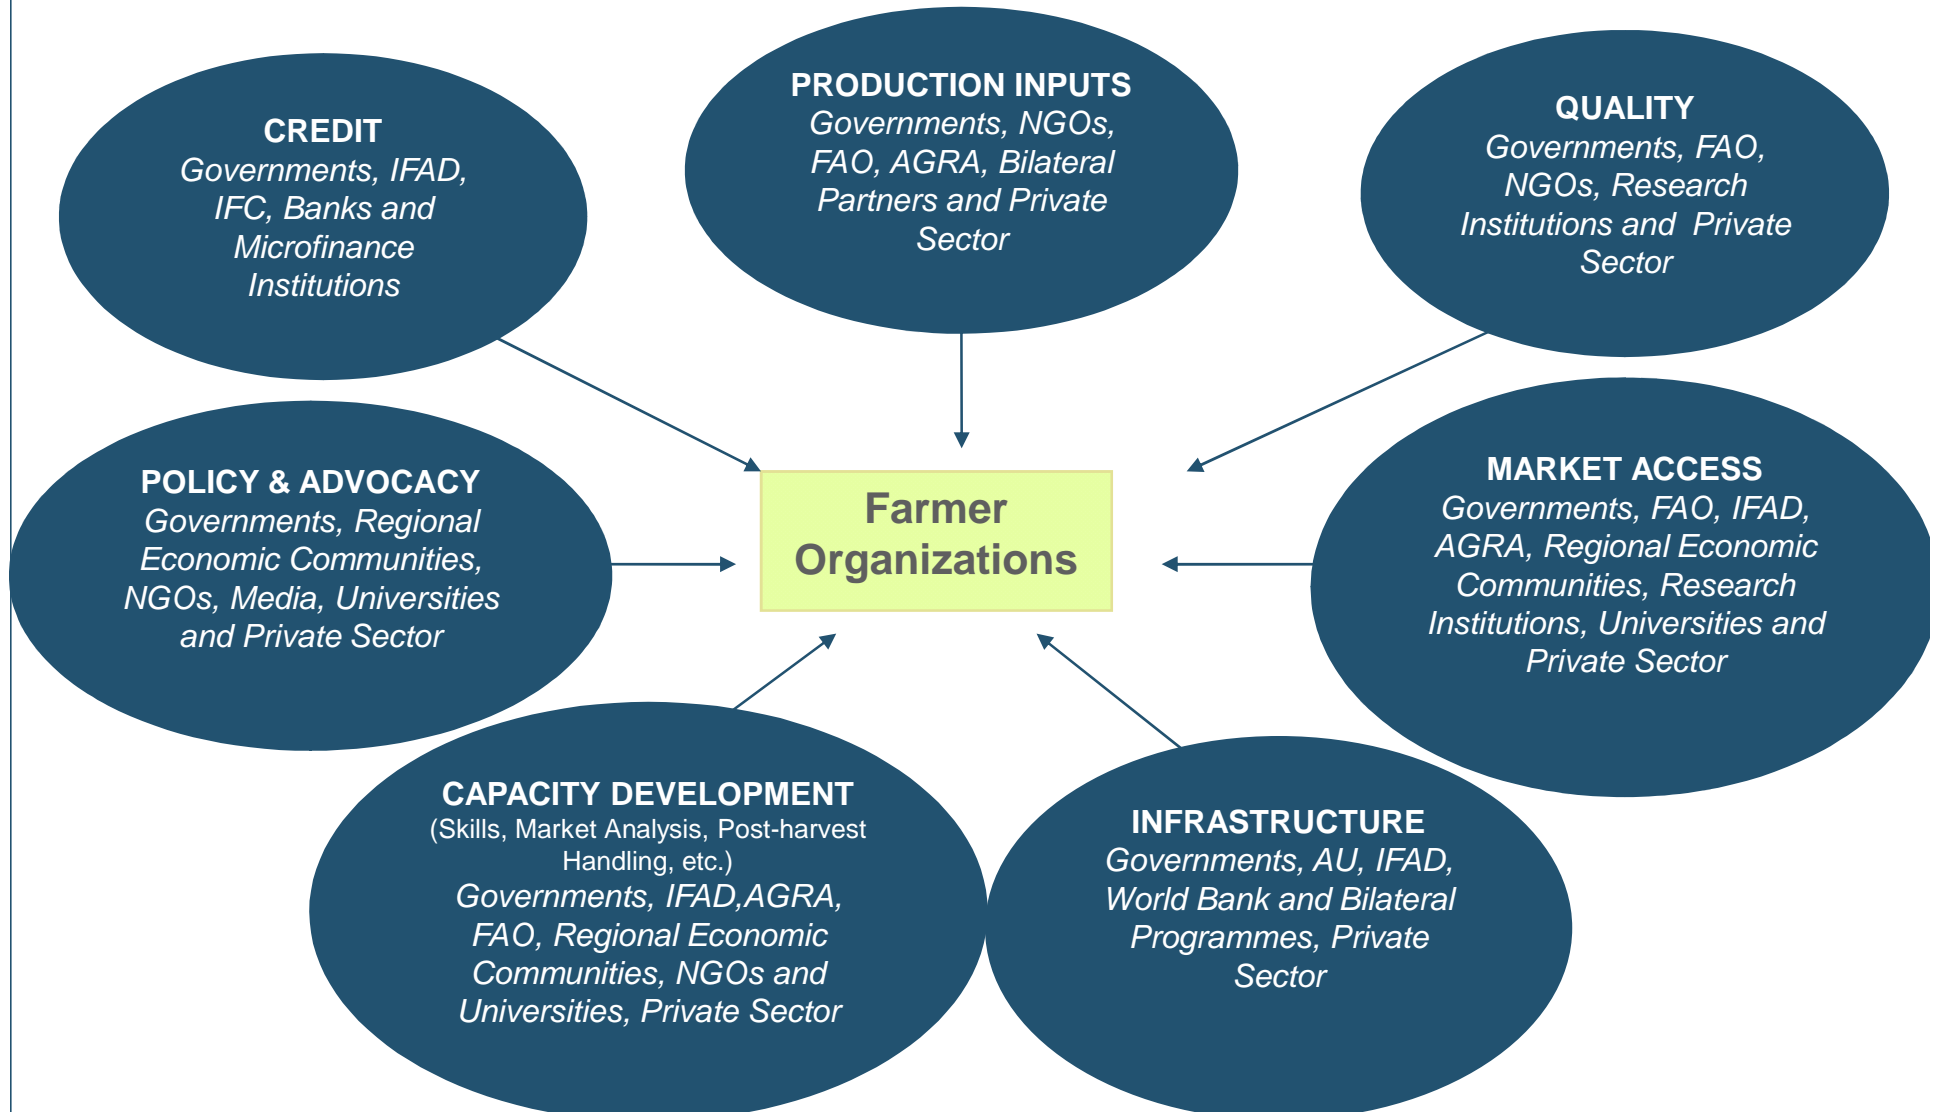 CREDIT
Governments, IFAD,
IFC, Banks and
Microfinance
Institutions
PRODUCTION INPUTS
Governments, NGOs,
FAO, AGRA, Bilateral
Partners and Private
Sector
QUALITY
Governments, FAO,
NGOs, Research
Institutions and  Private
Sector
POLICY & ADVOCACY
Governments, Regional
Economic Communities,
NGOs, Media, Universities
and Private Sector
Farmer
Organizations
MARKET ACCESS
Governments, FAO, IFAD,
AGRA, Regional Economic
Communities, Research
Institutions, Universities and
Private Sector
CAPACITY DEVELOPMENT
(Skills, Market Analysis, Post-harvest
Handling, etc.)
Governments, IFAD,AGRA,
FAO, Regional Economic
Communities, NGOs and
Universities, Private Sector
INFRASTRUCTURE
Governments, AU, IFAD,
World Bank and Bilateral
Programmes, Private
Sector